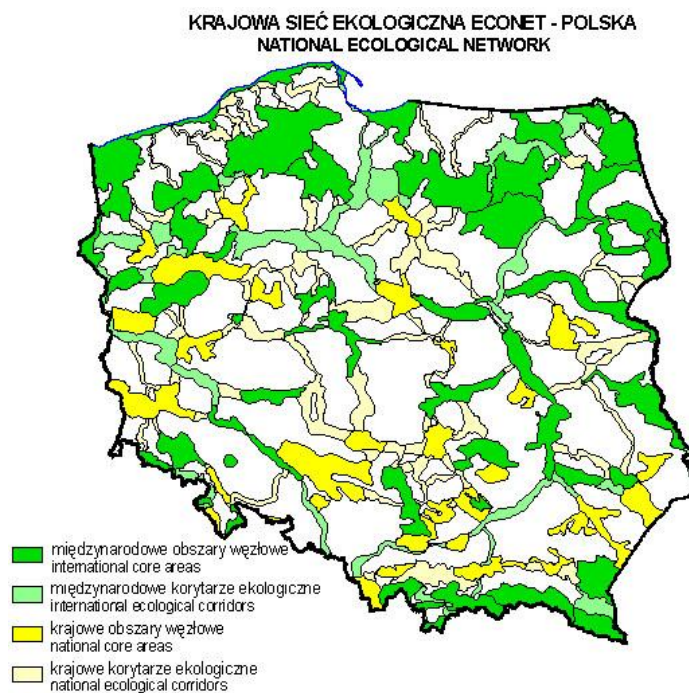 KRAJOWA SIEĆ EKOLOGICZNA ECONET - POLSKA
NATIONAL ECOLOGICAL NETWORK
międzynarodowe obszary węzłowe
international core areas
międzynarodowe korytarze ekologiczne
international ecological corridors
krajowe obszary węzłowe
national core areas
krajowe korytarze ekologiczne
national ecological corridors